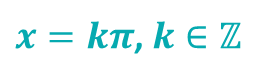 x = kπ, k ∈ ℤ